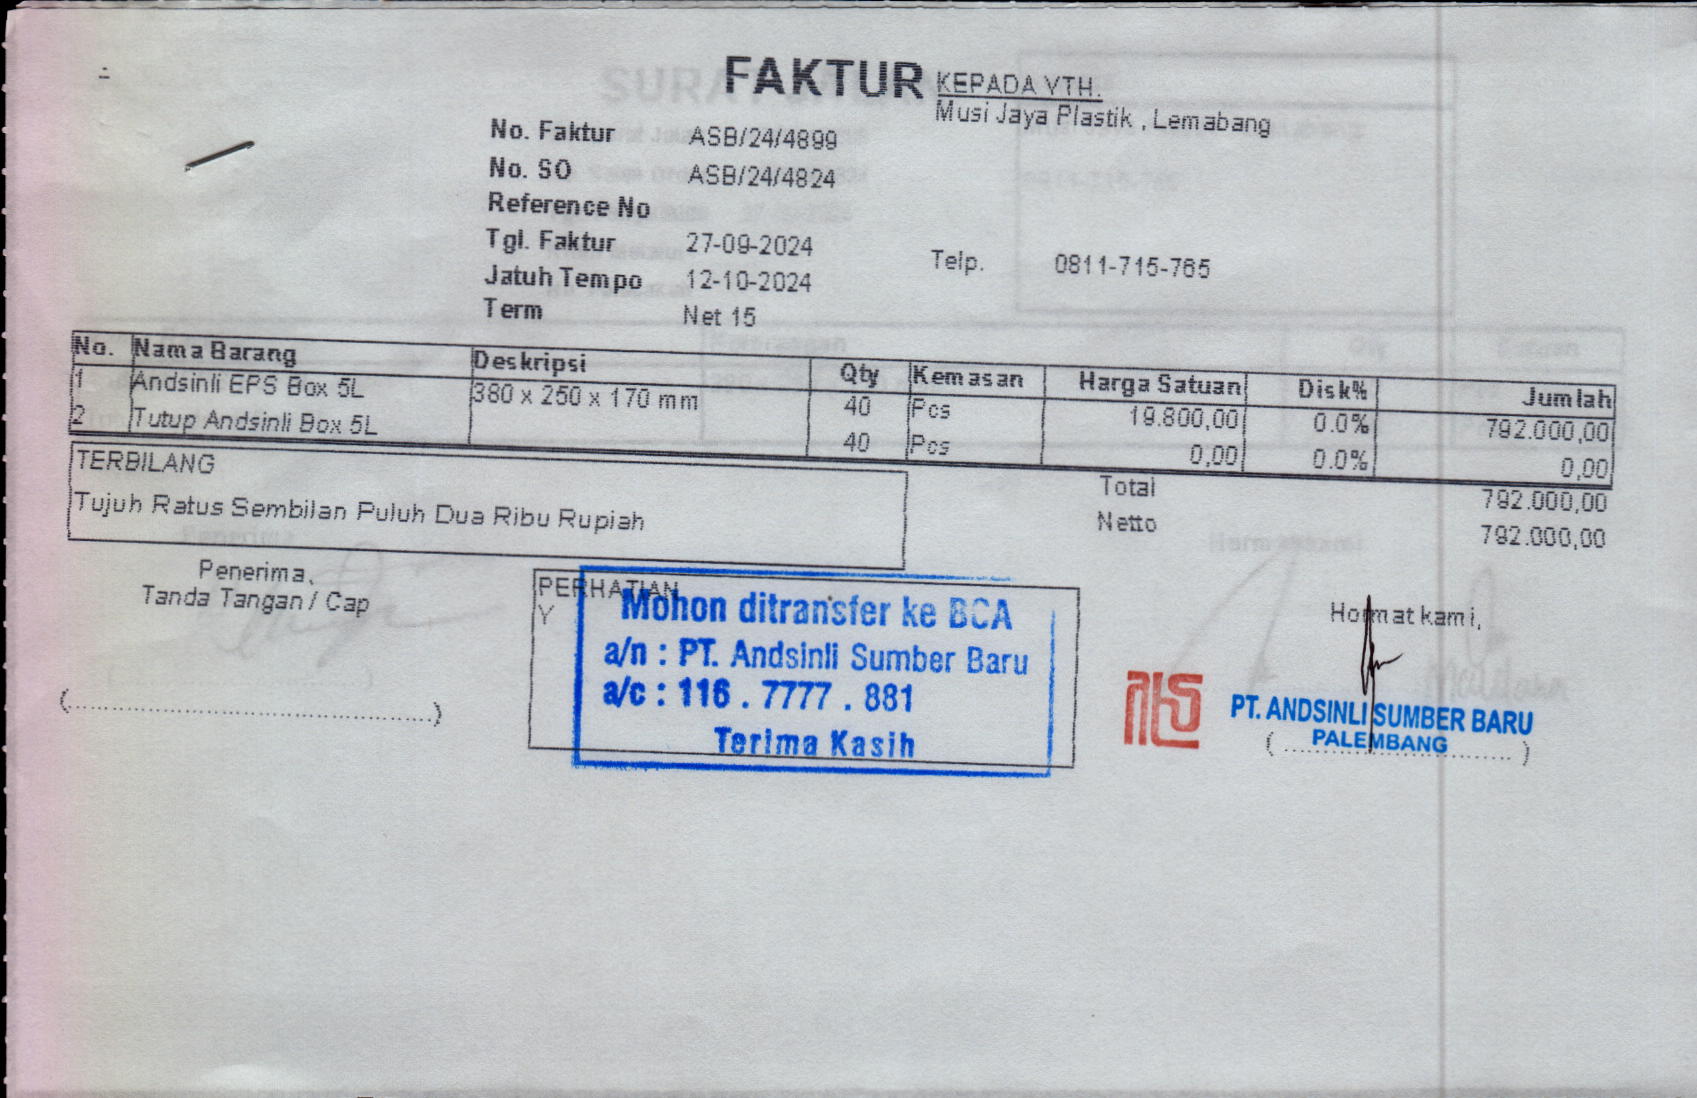 FAKTUR
KEPADA YTH.
Musi Jaya Plastik , Lemabang
No. Faktur ASB/24/4899
No. SO ASB/24/4824
Reference No
Tgl. Faktur 27-09-2024
Telp. 0811-715-765
Jatuh Tempo 12-10-2024
Term Net 15
No. Nama Barang Deskripsi Qty Kemasan Harga Satuan Disk% Jumlah
1 Andsinli EPS Box 5L 380 x 250 x 170 mm 40 Pcs 19.800,00 0.0% 792.000,00
2 Tutup Andsinli Box 5L 40 Pcs 0,00 0.0% 0,00
TERBILANG
Tujuh Ratus Sembilan Puluh Dua Ribu Rupiah
Total 792.000,00
Netto 792.000,00
Penerima,
Tanda Tangan / Cap
(..........................................)
PERHATIAN
Y
Mohon ditransfer ke BCA
a/n : PT. Andsinli Sumber Baru
a/c : 116 . 7777 . 881
Terima Kasih
Hormat kami,
PT. ANDSINLI SUMBER BARU
PALEMBANG
( .......................... )